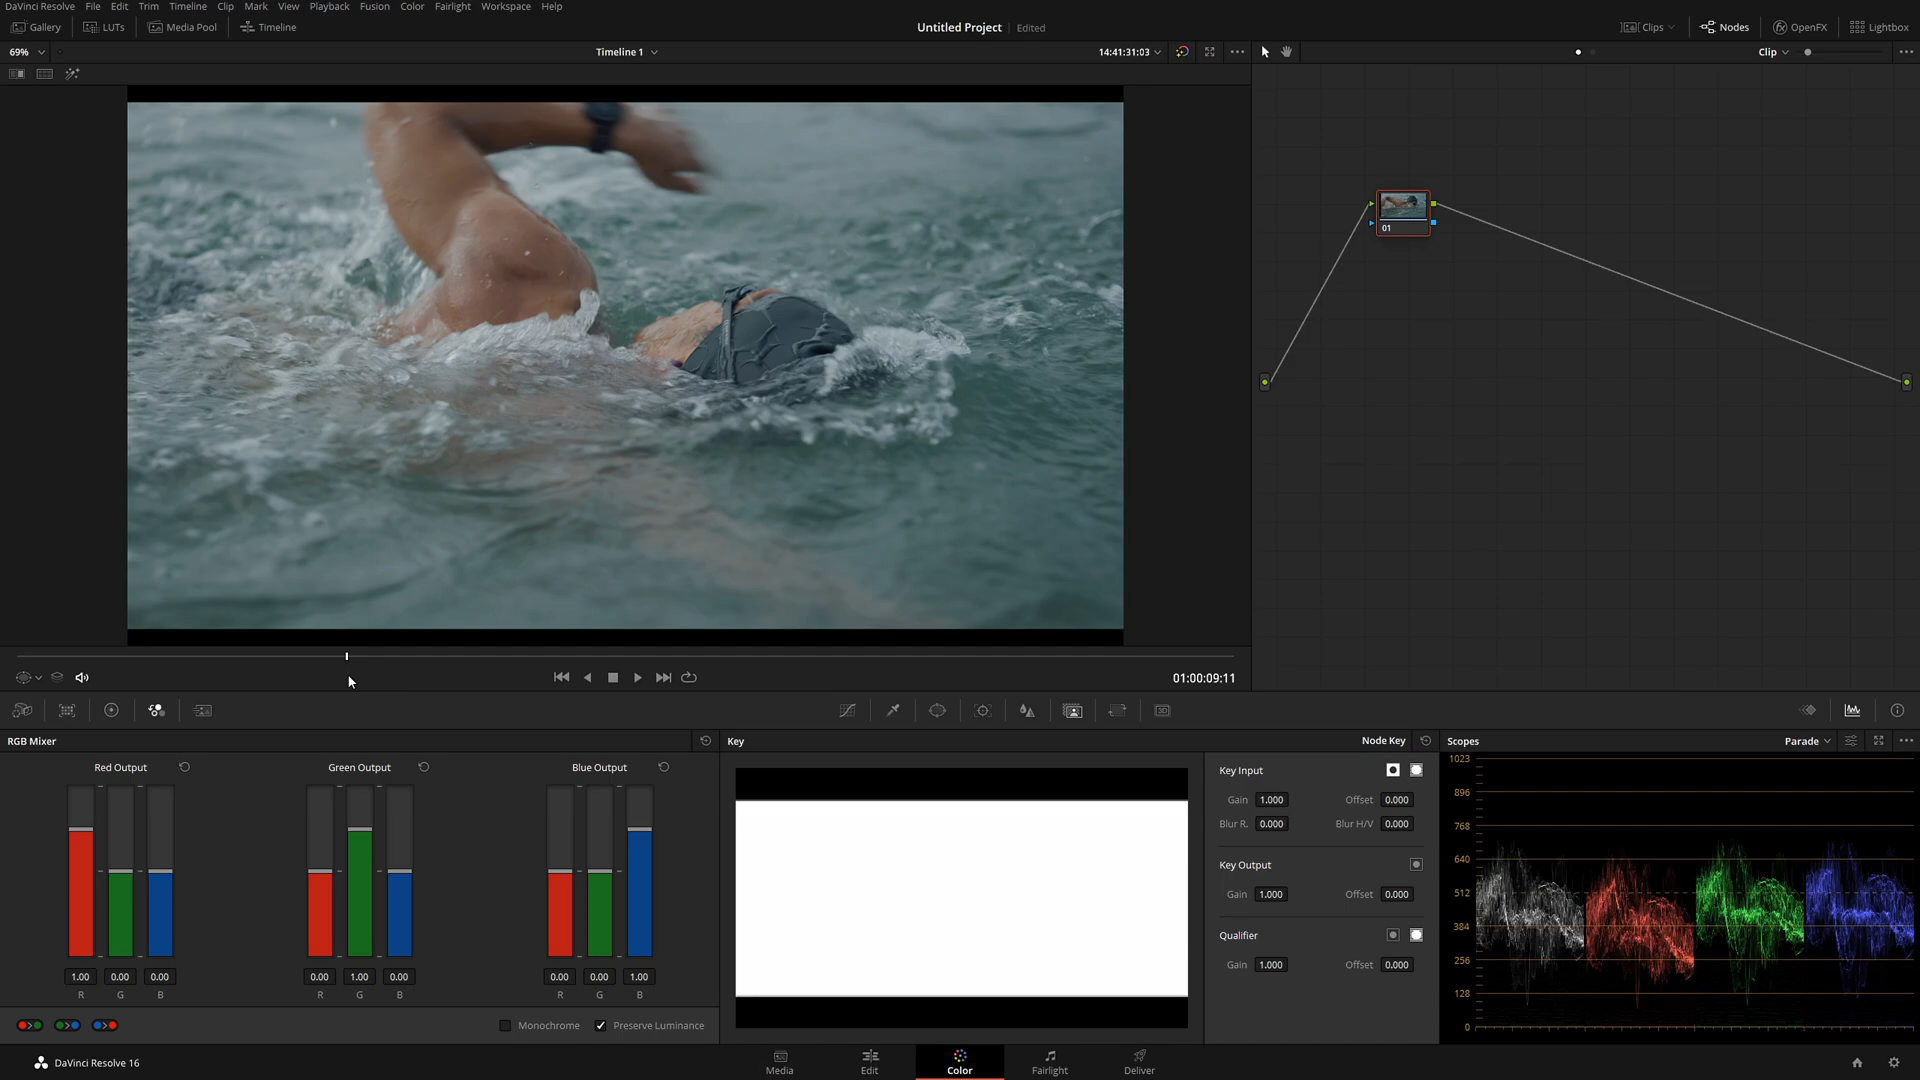 DaVinci Resolve File Edit Trim Timeline Clip Mark View Playback Fusion Color Fairlight Workspace Help
Gallery LUTs Media Pool Timeline Untitled Project Edited Clips Nodes OpenFX Lightbox
69% Timeline 1 14:41:31:03 Clip
01
01:00:09:11
RGB Mixer Key Node Key Scopes Parade
Red Output Green Output Blue Output
Key Input
Gain 1.000 Offset 0.000
Blur R. 0.000 Blur H/V 0.000
Key Output
Gain 1.000 Offset 0.000
Qualifier
Gain 1.000 Offset 0.000
1023
896
768
640
512
384
256
128
0
1.00 0.00 0.00 0.00 1.00 0.00 0.00 0.00 1.00
R G B R G B R G B
Monochrome Preserve Luminance
DaVinci Resolve 16 Media Edit Color Fairlight Deliver
3D